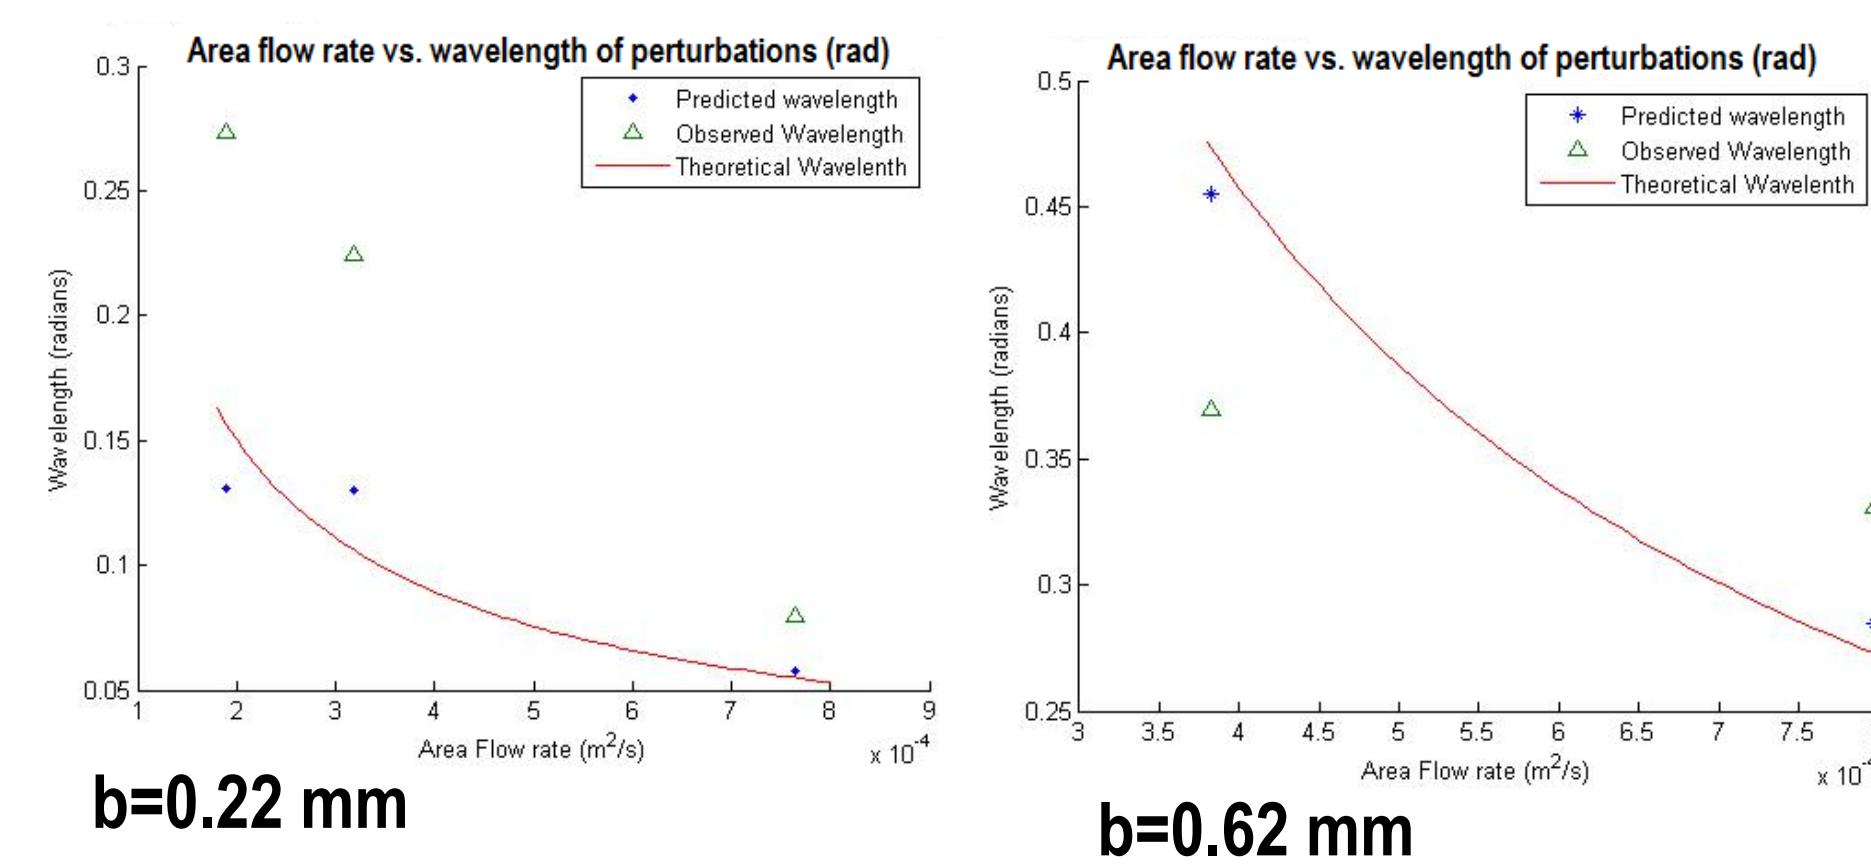 Area flow rate vs. wavelength of perturbations (rad)
Predicted wavelength
Observed Wavelength
Theoretical Wavelenth
0.3
0.25
0.2
0.15
0.1
0.05
Wavelength (radians)
1 2 3 4 5 6 7 8 9
Area Flow rate (m²/s)
x 10⁻⁴
b=0.22 mm
Area flow rate vs. wavelength of perturbations (rad)
Predicted wavelength
Observed Wavelength
Theoretical Wavelenth
0.5
0.45
0.4
0.35
0.3
0.25
Wavelength (radians)
3 3.5 4 4.5 5 5.5 6 6.5 7 7.5
Area Flow rate (m²/s)
x 10⁻⁴
b=0.62 mm